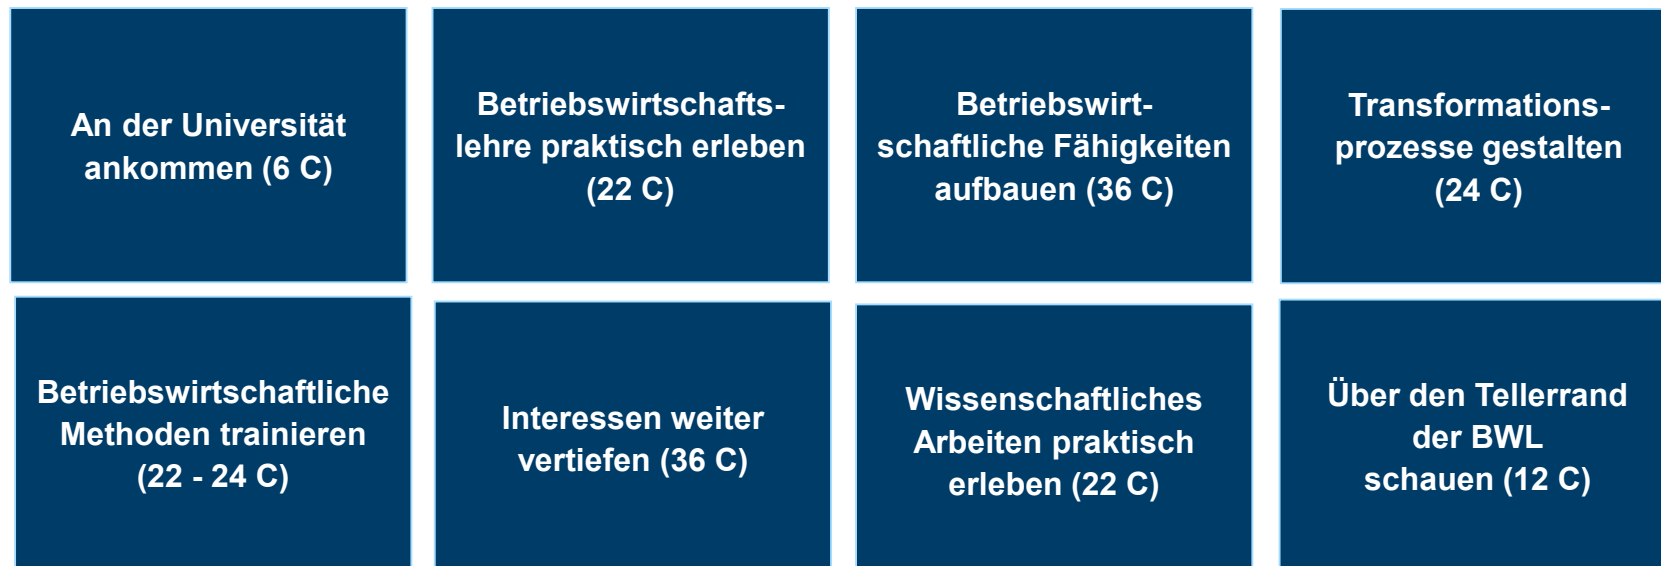 An der Universität
ankommen (6 C)
Betriebswirtschafts-
lehre praktisch erleben
(22 C)
Betriebswirt-
schaftliche Fähigkeiten
aufbauen (36 C)
Transformations-
prozesse gestalten
(24 C)
Betriebswirtschaftliche
Methoden trainieren
(22 - 24 C)
Interessen weiter
vertiefen (36 C)
Wissenschaftliches
Arbeiten praktisch
erleben (22 C)
Über den Tellerrand
der BWL
schauen (12 C)